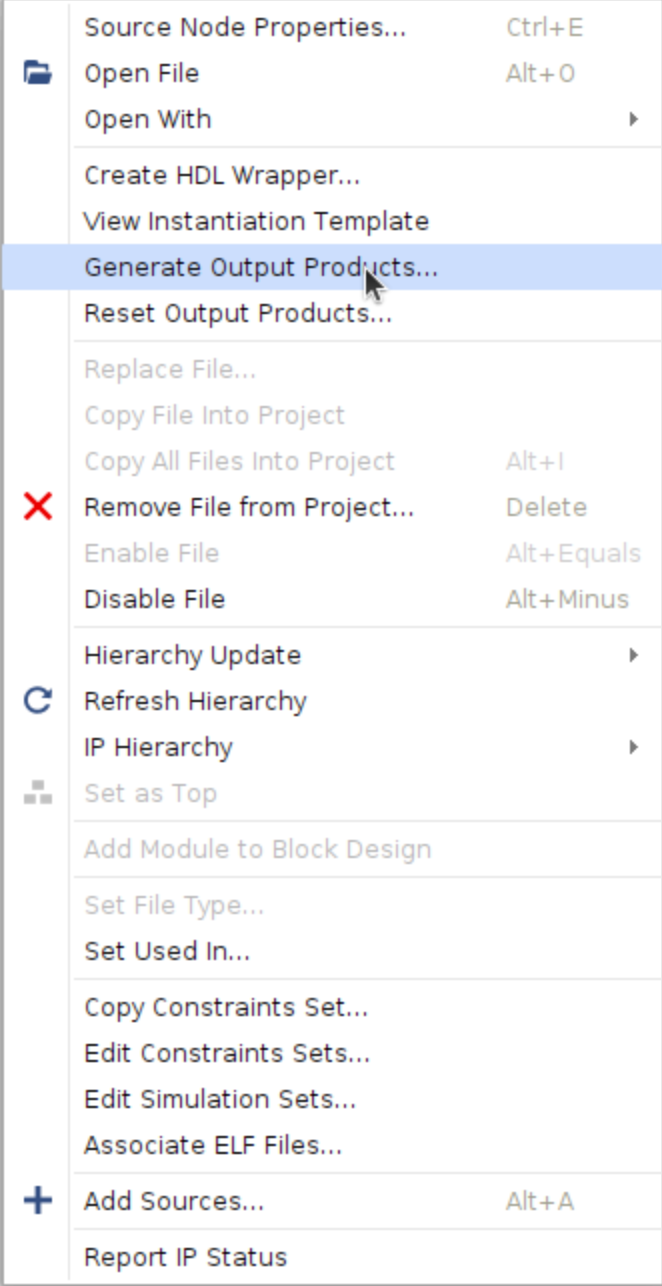 Source Node Properties... Ctrl+E
Open File Alt+O
Open With
Create HDL Wrapper...
View Instantiation Template
Generate Output Products...
Reset Output Products...
Replace File...
Copy File Into Project
Copy All Files Into Project Alt+I
Remove File from Project... Delete
Enable File Alt+Equals
Disable File Alt+Minus
Hierarchy Update
Refresh Hierarchy
IP Hierarchy
Set as Top
Add Module to Block Design
Set File Type...
Set Used In...
Copy Constraints Set...
Edit Constraints Sets...
Edit Simulation Sets...
Associate ELF Files...
Add Sources... Alt+A
Report IP Status